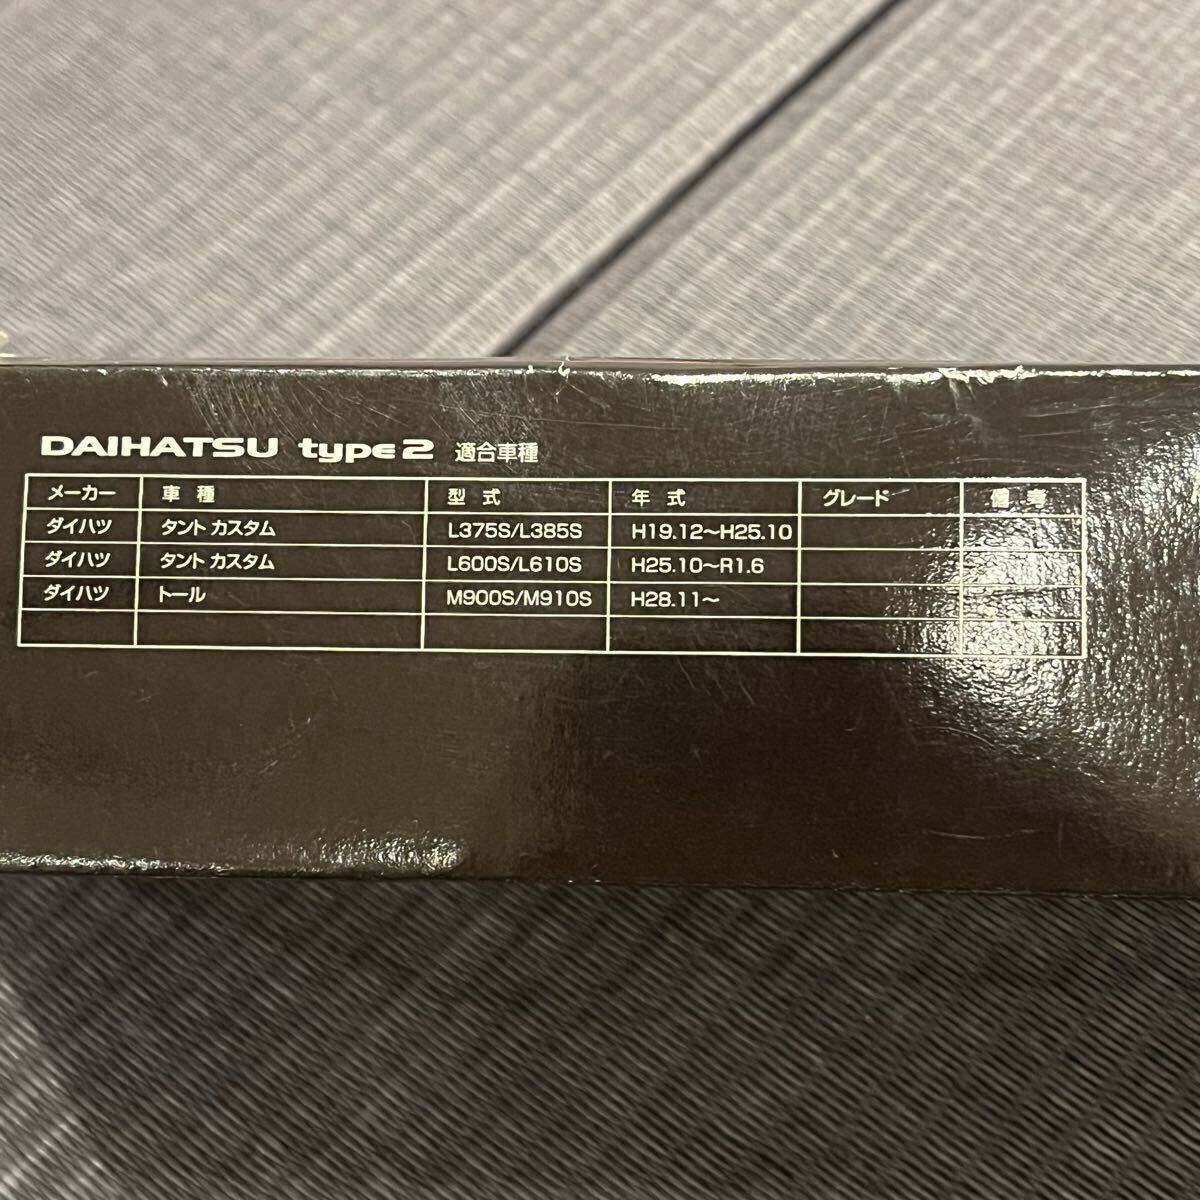 DAIHATSU type2 適合車種
メーカー 車種 型式 年式 グレード 備考
ダイハツ タント カスタム L375S/L385S H19.12〜H25.10
ダイハツ タント カスタム L600S/L610S H25.10〜R1.6
ダイハツ トール M900S/M910S H28.11〜